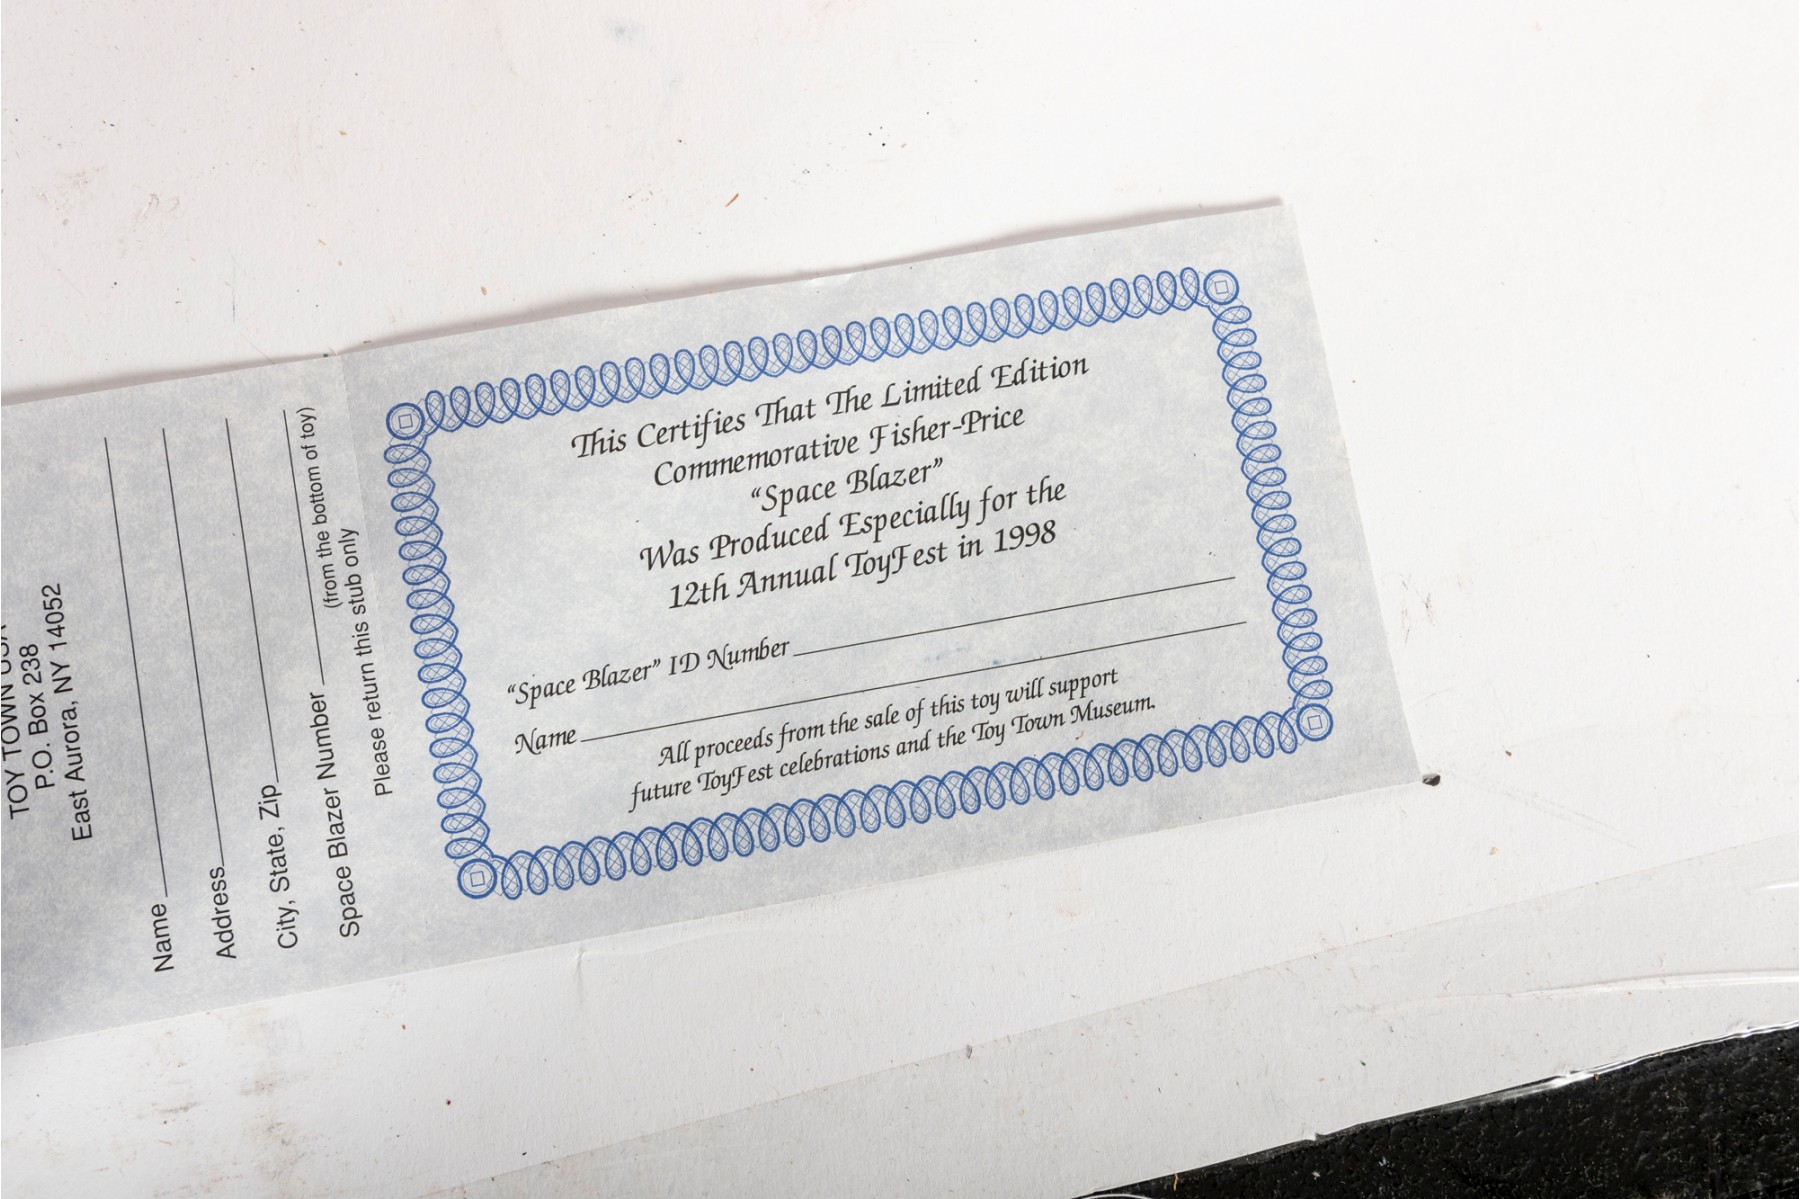 TOY TOWN USA
P.O. Box 238
East Aurora, NY 14052
Name
Address
City, State, Zip
Space Blazer Number
(from the bottom of toy)
Please return this stub only
This Certifies That The Limited Edition
Commemorative Fisher-Price
“Space Blazer”
Was Produced Especially for the
12th Annual ToyFest in 1998
“Space Blazer” ID Number
Name
All proceeds from the sale of this toy will support
future ToyFest celebrations and the Toy Town Museum.